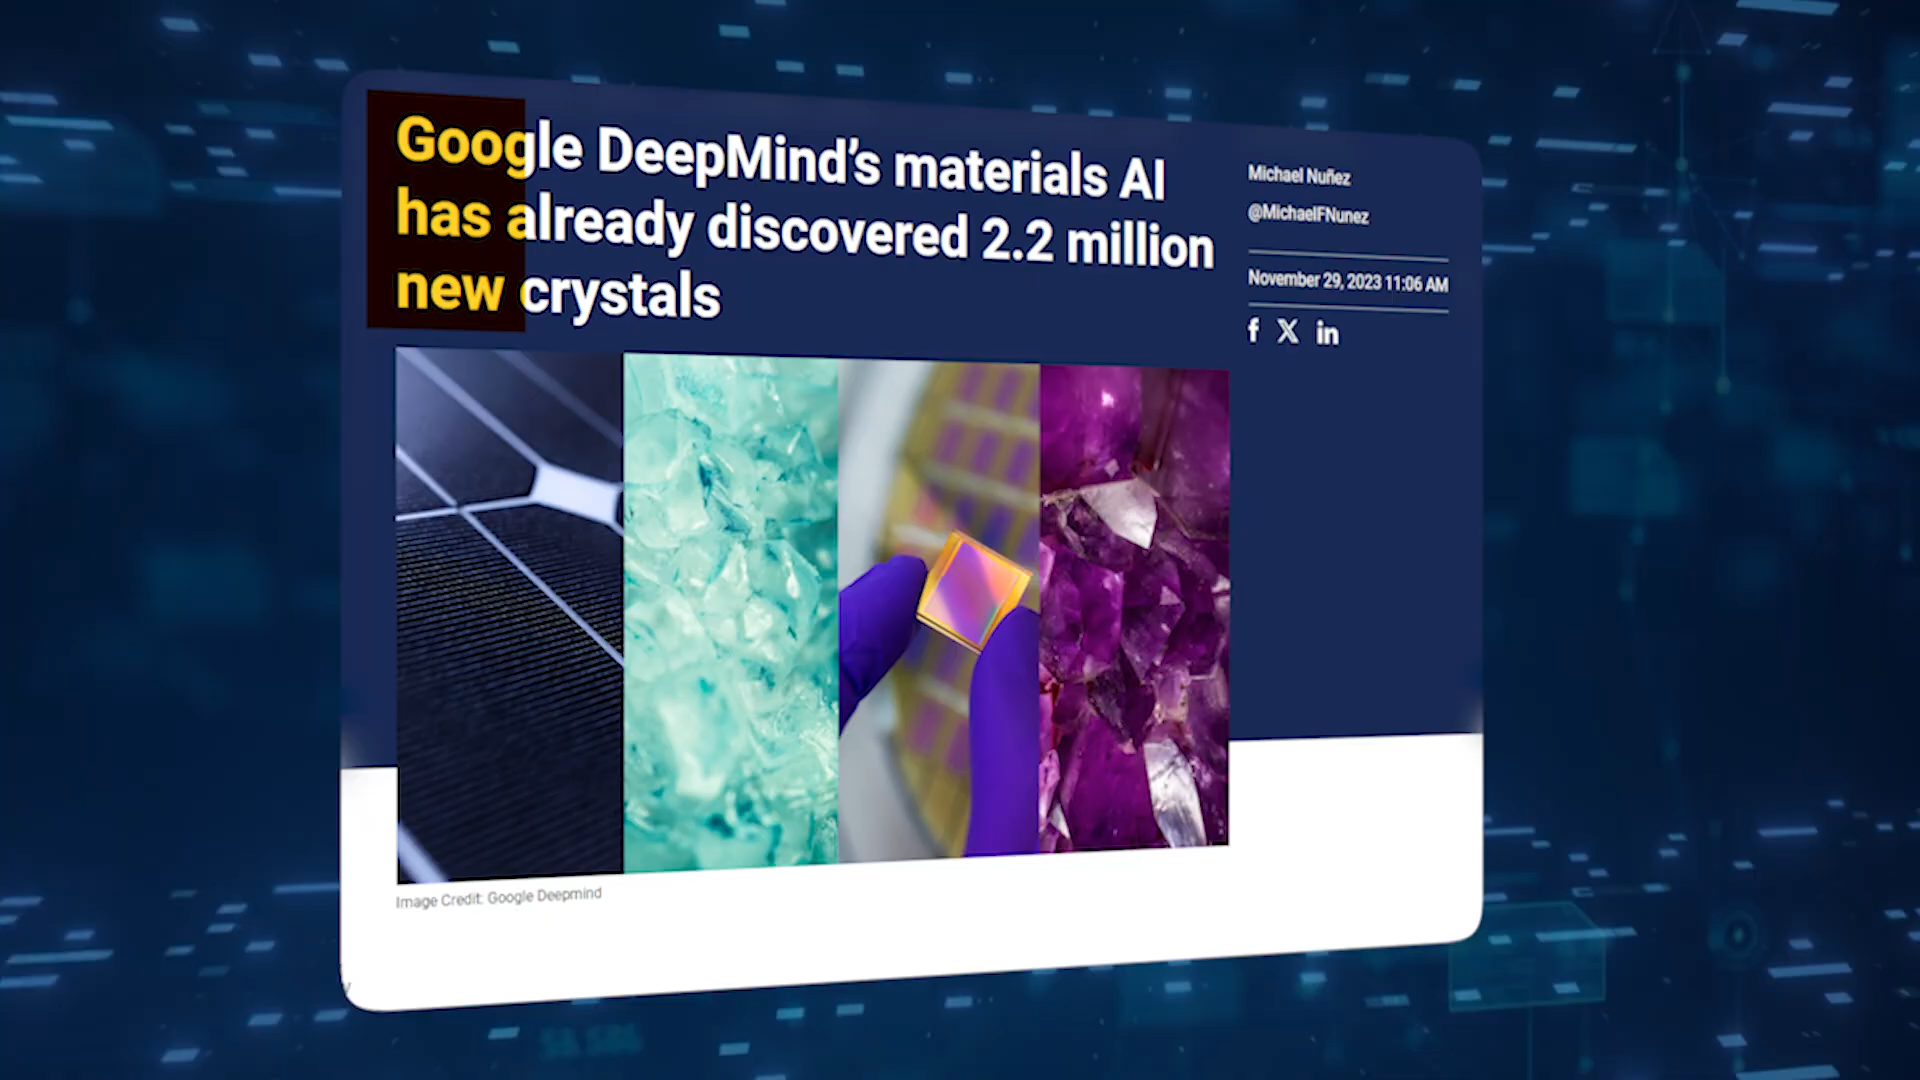 Google DeepMind’s materials AI
has already discovered 2.2 million
new crystals
Michael Nuñez
@MichaelFNunez
November 29, 2023 11:06 AM
f X in
Image Credit: Google Deepmind